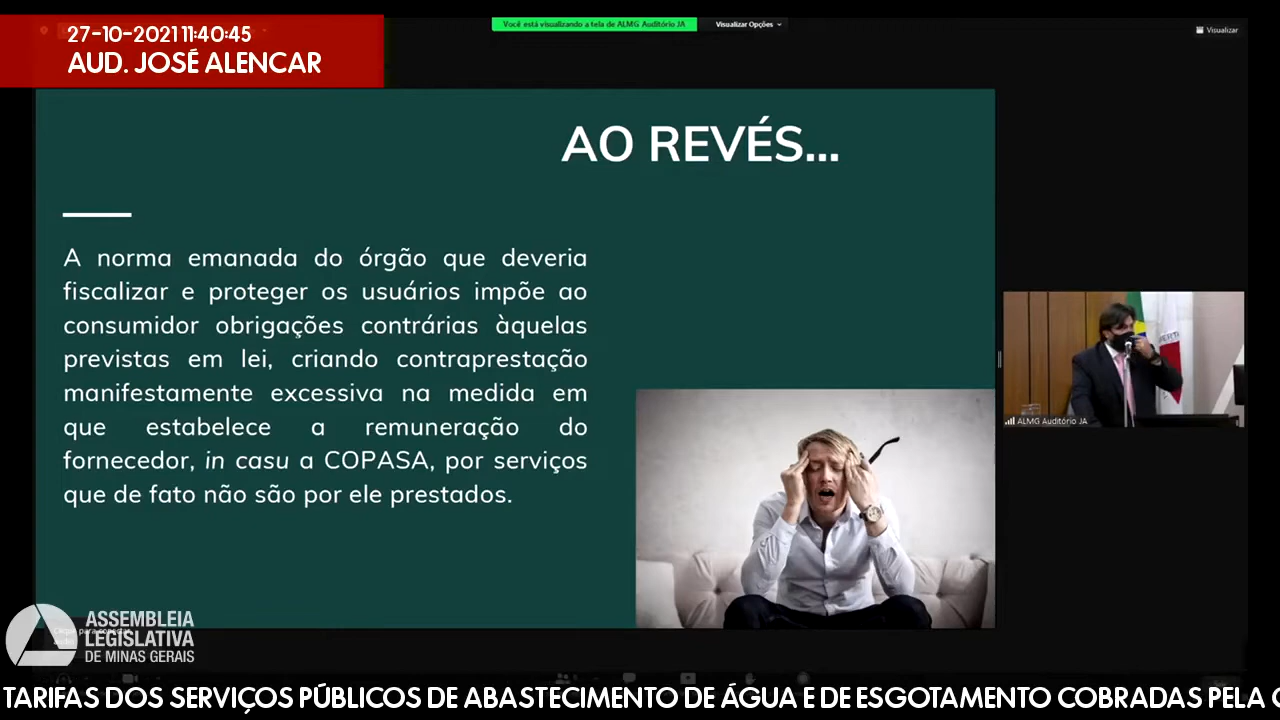 27-10-2021 11:40:45
AUD. JOSÉ ALENCAR
Você está visualizando a tela de ALMG Auditório JA
Visualizar Opções
Visualizar
AO REVÉS...
A norma emanada do órgão que deveria
fiscalizar e proteger os usuários impõe ao
consumidor obrigações contrárias àquelas
previstas em lei, criando contraprestação
manifestamente excessiva na medida em
que estabelece a remuneração do
fornecedor, in casu a COPASA, por serviços
que de fato não são por ele prestados.
ALMG Auditório JA
ASSEMBLEIA
LEGISLATIVA
DE MINAS GERAIS
TARIFAS DOS SERVIÇOS PÚBLICOS DE ABASTECIMENTO DE ÁGUA E DE ESGOTAMENTO COBRADAS PELA